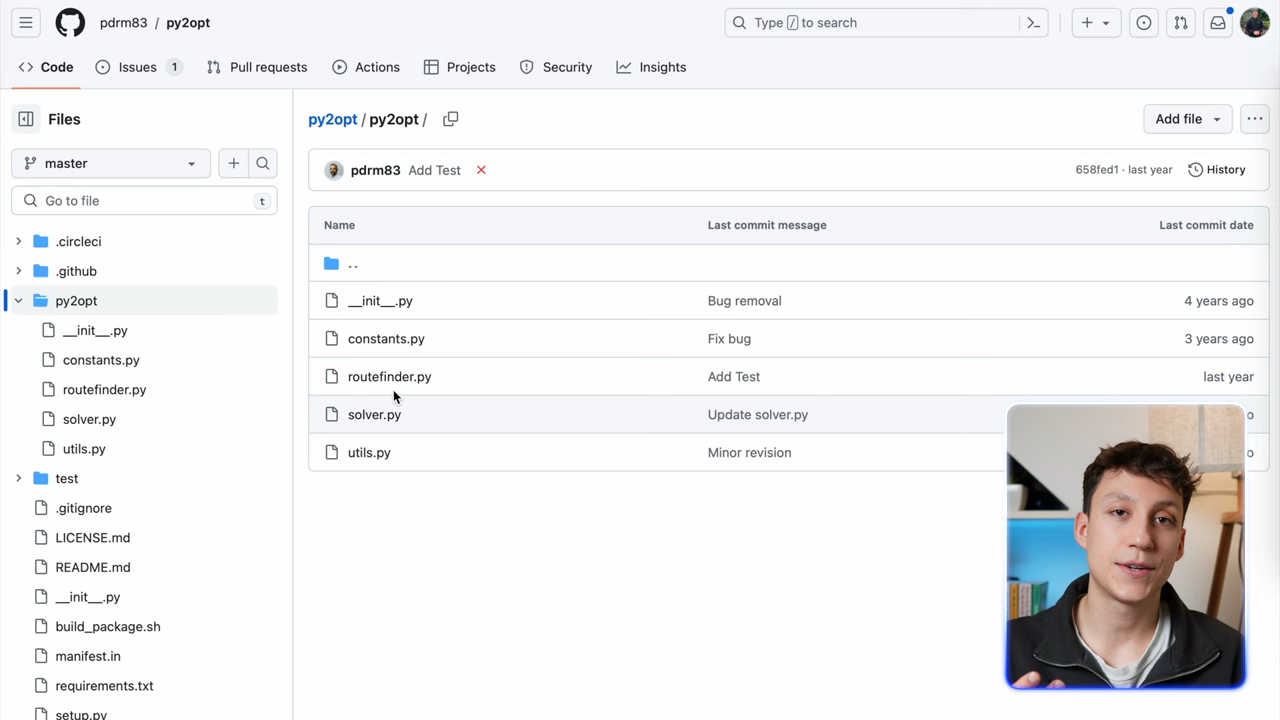 pdrm83 / py2opt
Type / to search
Code
Issues 1
Pull requests
Actions
Projects
Security
Insights
Files
master
Go to file
t
.circleci
.github
py2opt
__init__.py
constants.py
routefinder.py
solver.py
utils.py
test
.gitignore
LICENSE.md
README.md
__init__.py
build_package.sh
manifest.in
requirements.txt
setup.py
py2opt / py2opt /
Add file
pdrm83 Add Test
658fed1 · last year
History
Name Last commit message Last commit date
..
__init__.py Bug removal 4 years ago
constants.py Fix bug 3 years ago
routefinder.py Add Test last year
solver.py Update solver.py
utils.py Minor revision